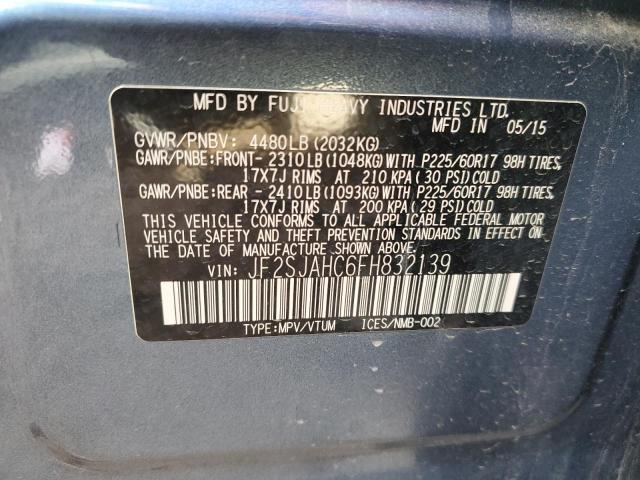 MFD BY FUJI HEAVY INDUSTRIES LTD.
MFD IN 05/15
GVWR/PNBV: 4480LB (2032KG)
GAWR/PNBE:FRONT- 2310LB(1048KG)WITH P225/60R17 98H TIRES,
17X7J RIMS AT 210 KPA(30 PSI)COLD
GAWR/PNBE:REAR - 2410LB(1093KG)WITH P225/60R17 98H TIRES,
17X7J RIMS AT 200 KPA(29 PSI)COLD
THIS VEHICLE CONFORMS TO ALL APPLICABLE FEDERAL MOTOR
VEHICLE SAFETY AND THEFT PREVENTION STANDARDS IN EFFECT ON
THE DATE OF MANUFACTURE SHOWN ABOVE.
VIN: JF2SJAHC6FH832139
TYPE:MPV/VTUM ICES/NMB-002